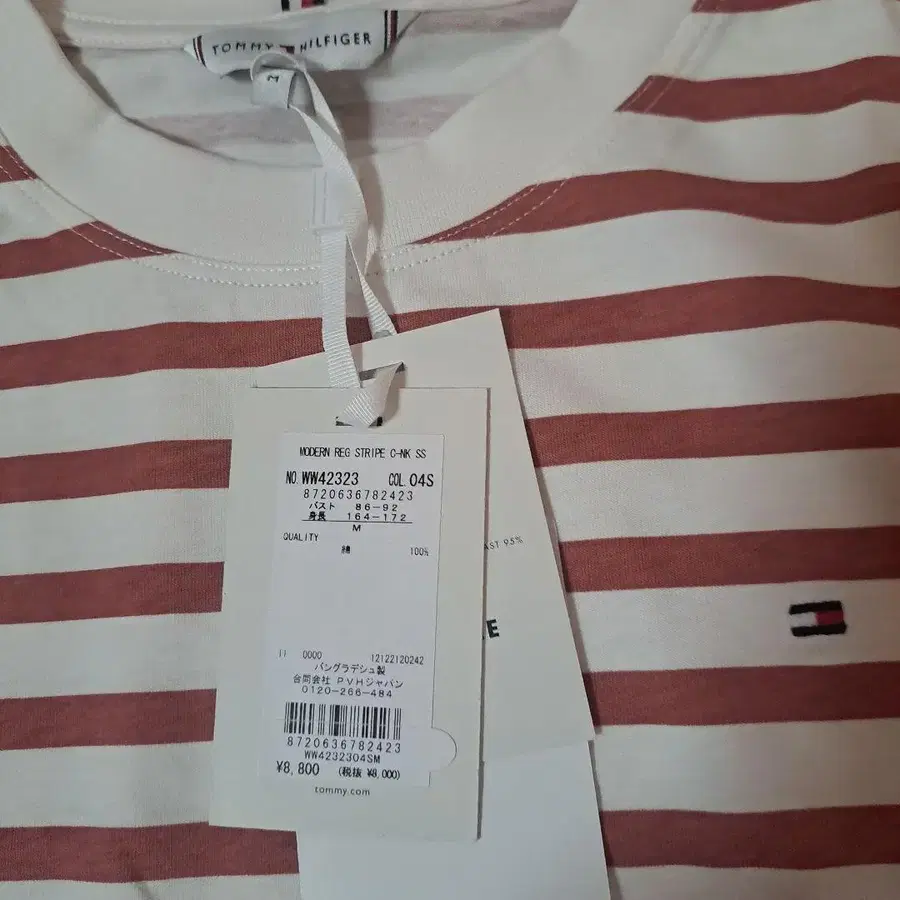 TOMMY HILFIGER
M
MODERN REG STRIPE C-NK SS
NO. WW42323 COL. 04S
8720636782423
バスト 86-92
身長 164-172
M
QUALITY
綿 100%
AST 95%
E
11 0000 12122120242
バングラデシュ製
合同会社 PVHジャパン
0120-266-484
8720636782423
WW4232304SM
¥8,800 (税抜 ¥8,000)
tommy.com